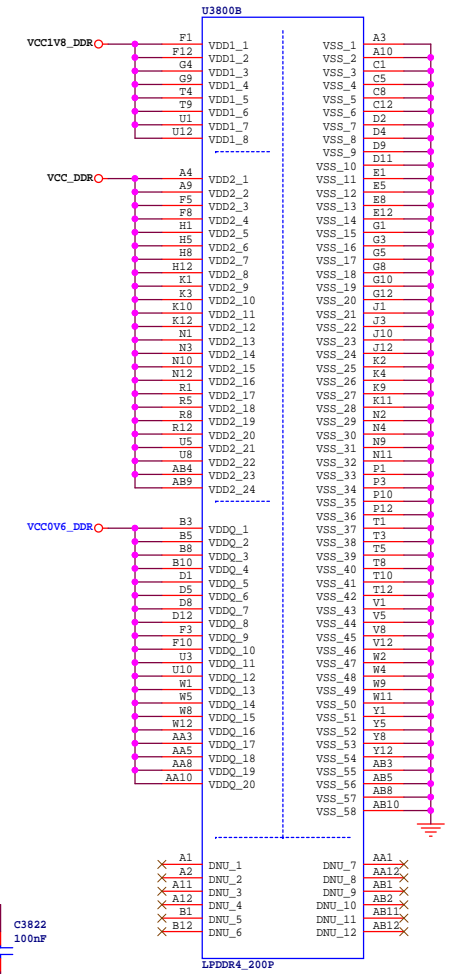 U3800B
VCC1V8_DDR F1 VDD1_1 VSS_1 A3
F12 VDD1_2 VSS_2 A10
G4 VDD1_3 VSS_3 C1
G9 VDD1_4 VSS_4 C5
T4 VDD1_5 VSS_5 C8
T9 VDD1_6 VSS_6 C12
U1 VDD1_7 VSS_7 D2
U12 VDD1_8 VSS_8 D4
VSS_9 D9
VSS_10 D11
VCC_DDR A4 VDD2_1 VSS_11 E1
A9 VDD2_2 VSS_12 E5
F5 VDD2_3 VSS_13 E8
F8 VDD2_4 VSS_14 E12
H1 VDD2_5 VSS_15 G1
H5 VDD2_6 VSS_16 G3
H8 VDD2_7 VSS_17 G5
H12 VDD2_8 VSS_18 G8
K1 VDD2_9 VSS_19 G10
K3 VDD2_10 VSS_20 G12
K10 VDD2_11 VSS_21 J1
K12 VDD2_12 VSS_22 J3
N1 VDD2_13 VSS_23 J10
N3 VDD2_14 VSS_24 J12
N10 VDD2_15 VSS_25 K2
N12 VDD2_16 VSS_26 K4
R1 VDD2_17 VSS_27 K9
R5 VDD2_18 VSS_28 K11
R8 VDD2_19 VSS_29 N2
R12 VDD2_20 VSS_30 N4
U5 VDD2_21 VSS_31 N9
U8 VDD2_22 VSS_32 N11
AB4 VDD2_23 VSS_33 P1
AB9 VDD2_24 VSS_34 P3
VSS_35 P10
VSS_36 P12
VCC0V6_DDR B3 VDDQ_1 VSS_37 T1
B5 VDDQ_2 VSS_38 T3
B8 VDDQ_3 VSS_39 T5
B10 VDDQ_4 VSS_40 T8
D1 VDDQ_5 VSS_41 T10
D5 VDDQ_6 VSS_42 T12
D8 VDDQ_7 VSS_43 V1
D12 VDDQ_8 VSS_44 V5
F3 VDDQ_9 VSS_45 V8
F10 VDDQ_10 VSS_46 V12
U3 VDDQ_11 VSS_47 W2
U10 VDDQ_12 VSS_48 W4
W1 VDDQ_13 VSS_49 W9
W5 VDDQ_14 VSS_50 W11
W8 VDDQ_15 VSS_51 Y1
W12 VDDQ_16 VSS_52 Y5
AA3 VDDQ_17 VSS_53 Y8
AA5 VDDQ_18 VSS_54 Y12
AA8 VDDQ_19 VSS_55 AB3
AA10 VDDQ_20 VSS_56 AB5
VSS_57 AB8
VSS_58 AB10
A1 DNU_1 DNU_7 AA1
A2 DNU_2 DNU_8 AA12
A11 DNU_3 DNU_9 AB1
A12 DNU_4 DNU_10 AB2
B1 DNU_5 DNU_11 AB11
B12 DNU_6 DNU_12 AB12
C3822
100nF
LPDDR4_200P